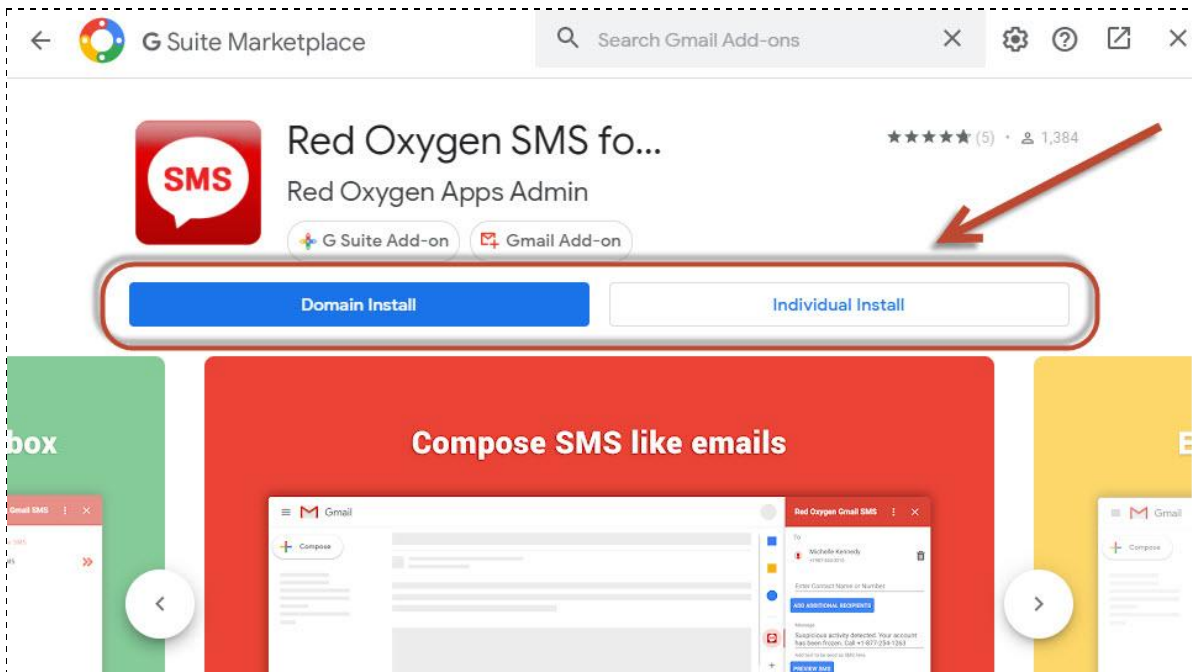 G Suite Marketplace
Search Gmail Add-ons
Red Oxygen SMS fo...
(5) · 1,384
SMS
Red Oxygen Apps Admin
G Suite Add-on
Gmail Add-on
Domain Install
Individual Install
box
Compose SMS like emails
E
Gmail SMS
Gmail
Compose
Red Oxygen Gmail SMS
To
Michelle Kennedy
Enter Contact Name or Number
ADD ADDITIONAL RECIPIENTS
Message
Suspicious activity detected. Your account
has been frozen. Call +1-877-254-1263
PREVIEW SMS
Gmail
Compose